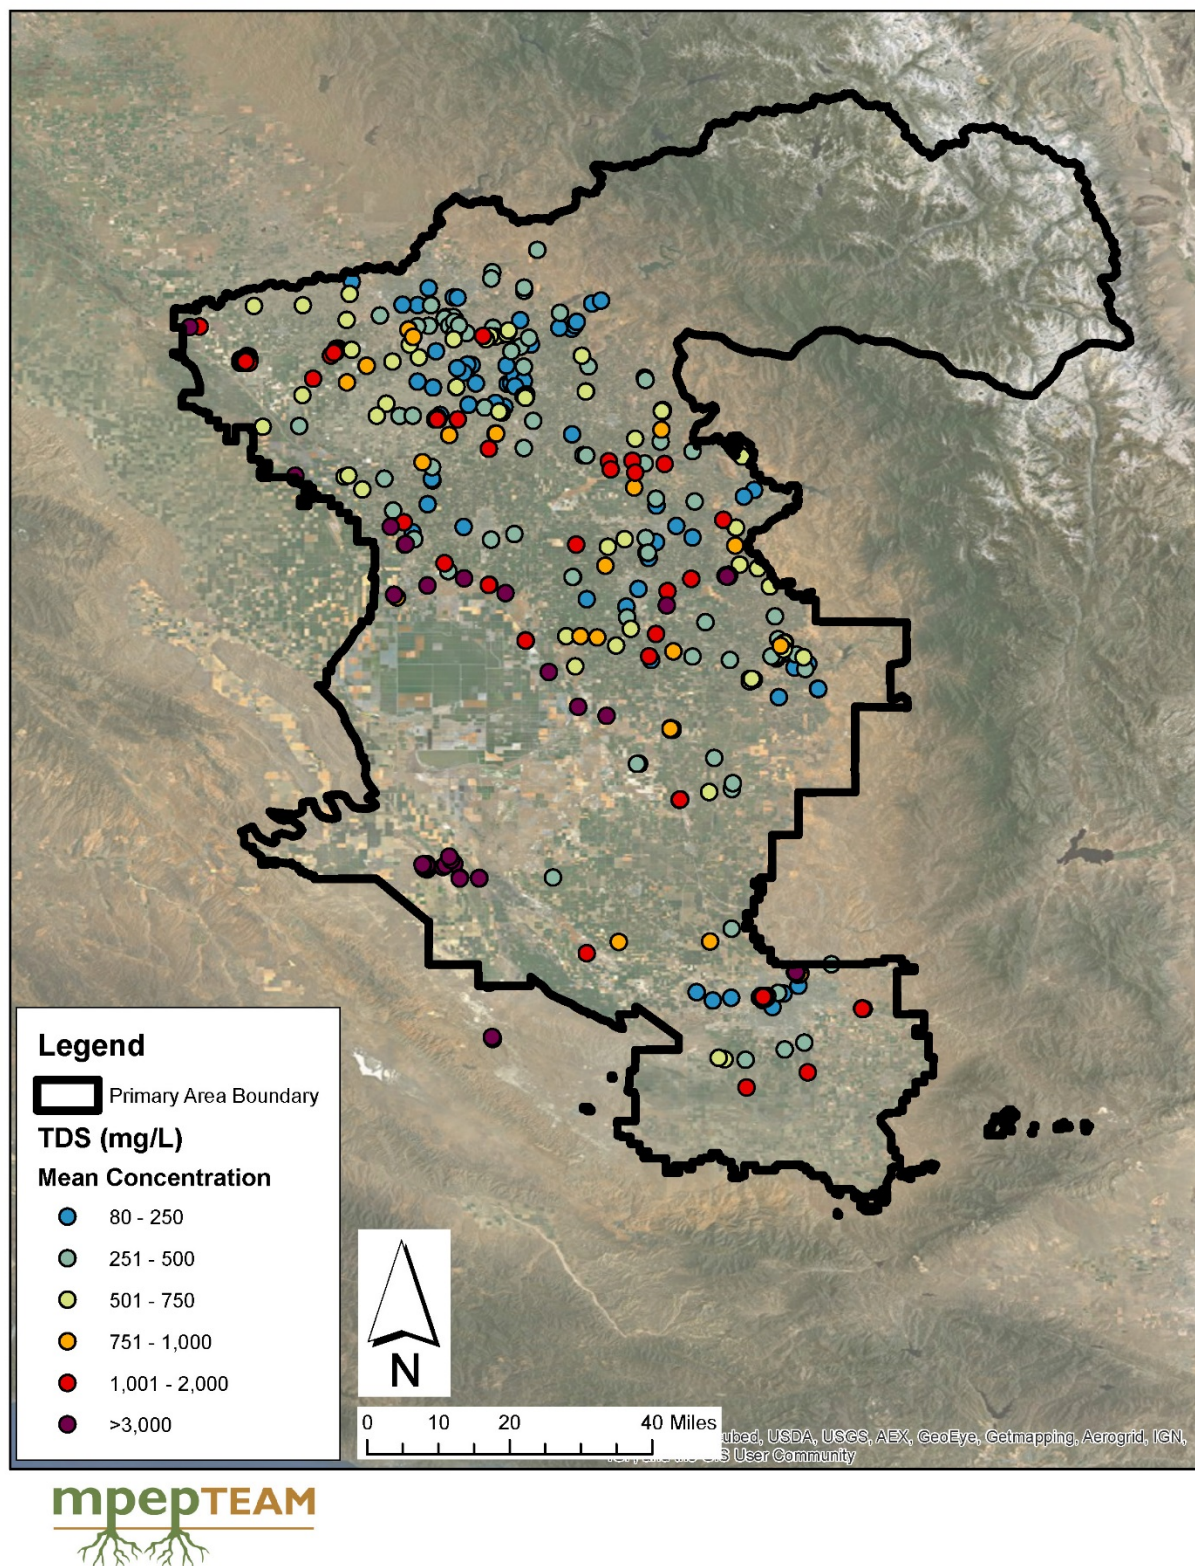 Legend
Primary Area Boundary
TDS (mg/L)
Mean Concentration
80 - 250
251 - 500
501 - 750
751 - 1,000
1,001 - 2,000
>3,000
N
0 10 20 40 Miles
USDA, USGS, AEX, GeoEye, Getmapping, Aerogrid, IGN,
User Community
mpepTEAM